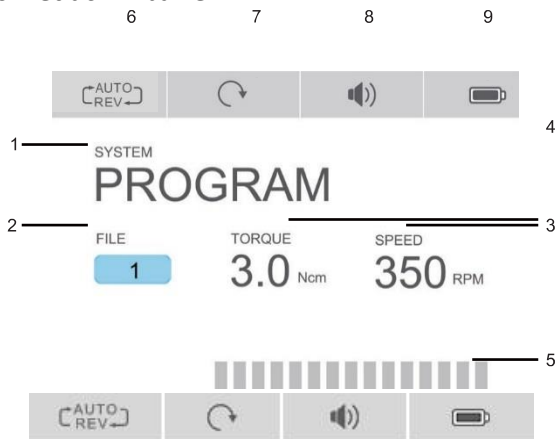 6 7 8 9
AUTO REV
4
1
SYSTEM
PROGRAM
2
3
FILE TORQUE SPEED
1 3.0 Ncm 350 RPM
5
AUTO REV